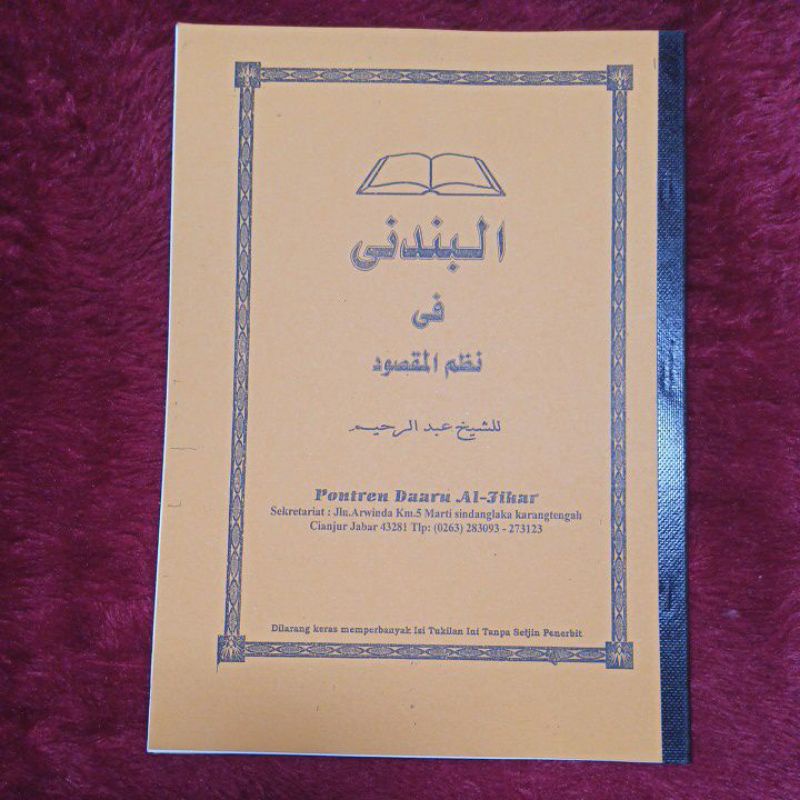 البندنى
فى
نظم المقصود
للشيخ عبد الرحيم
Pontren Daaru Al-Fikar
Sekretariat : Jln.Arwinda Km.5 Marti sindanglaka karangtengah
Cianjur Jabar 43281 Tlp: (0263) 283093 - 273123
Dilarang keras memperbanyak Isi Tukilan Ini Tanpa Seijin Penerbit